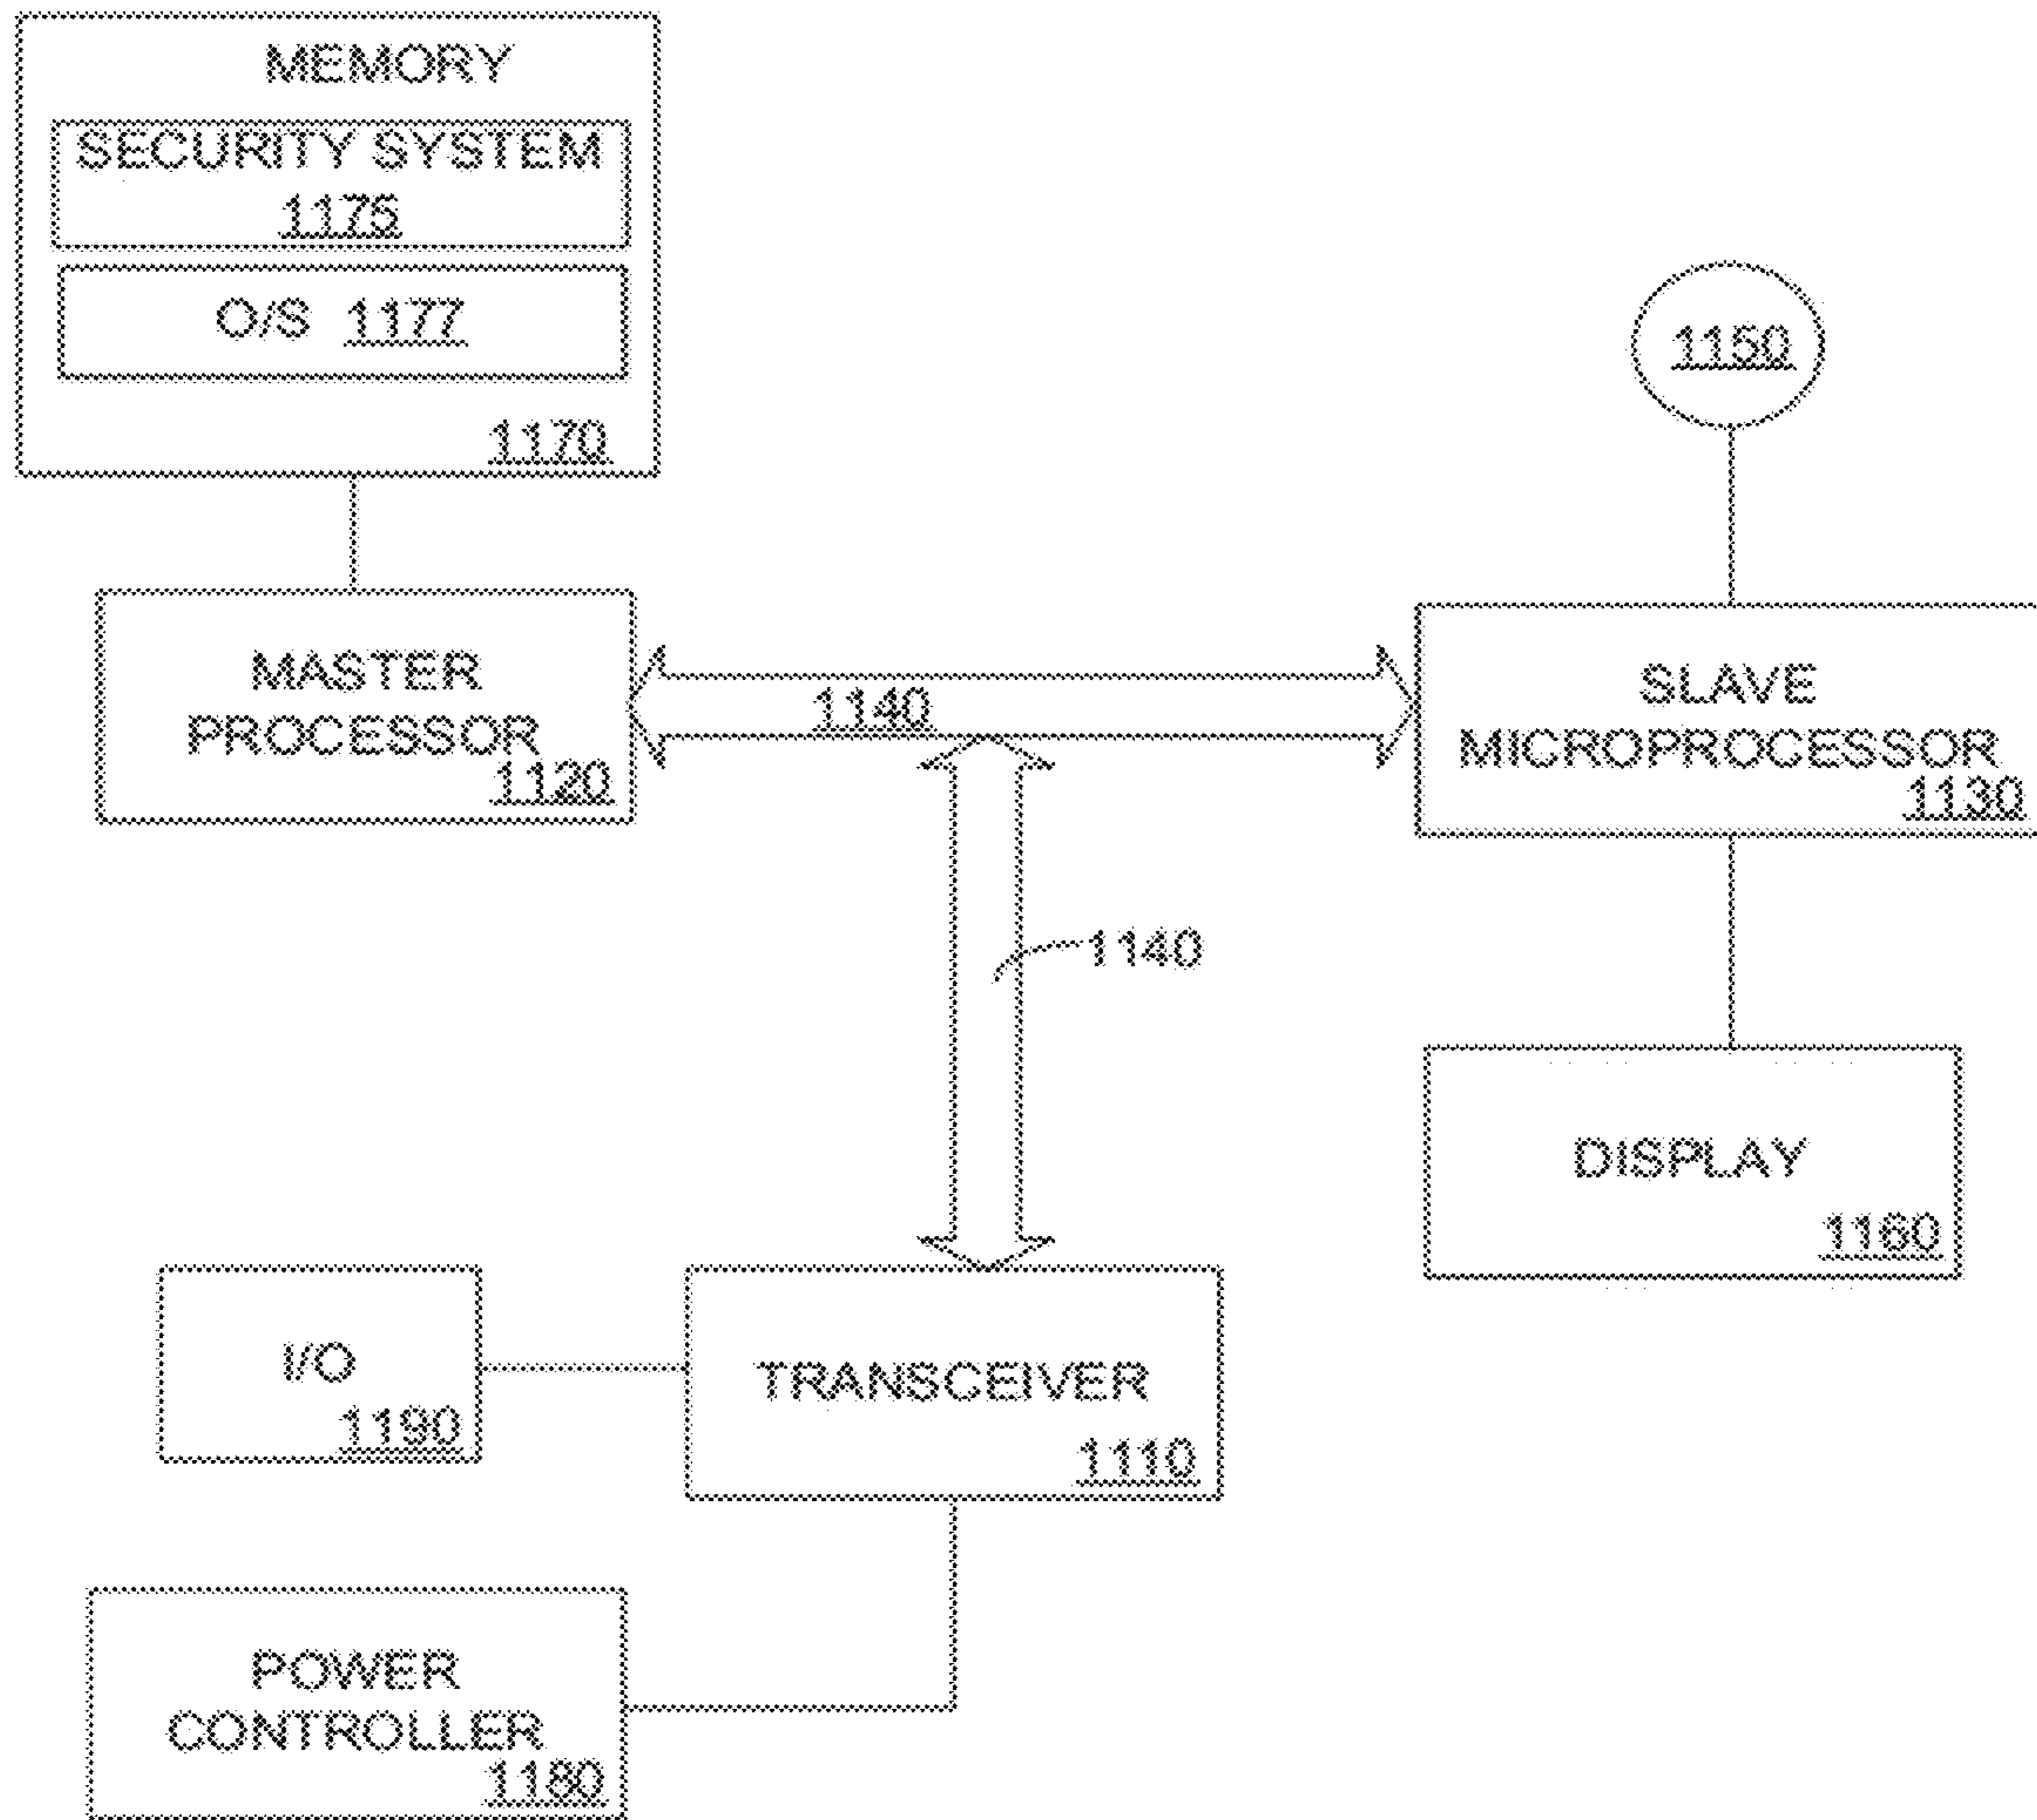 MEMORY
SECURITY SYSTEM
1175
O/S 1177
1170
1150
MASTER
PROCESSOR
1120
1140
SLAVE
MICROPROCESSOR
1130
1140
DISPLAY
1160
I/O
1190
TRANSCEIVER
1110
POWER
CONTROLLER
1180